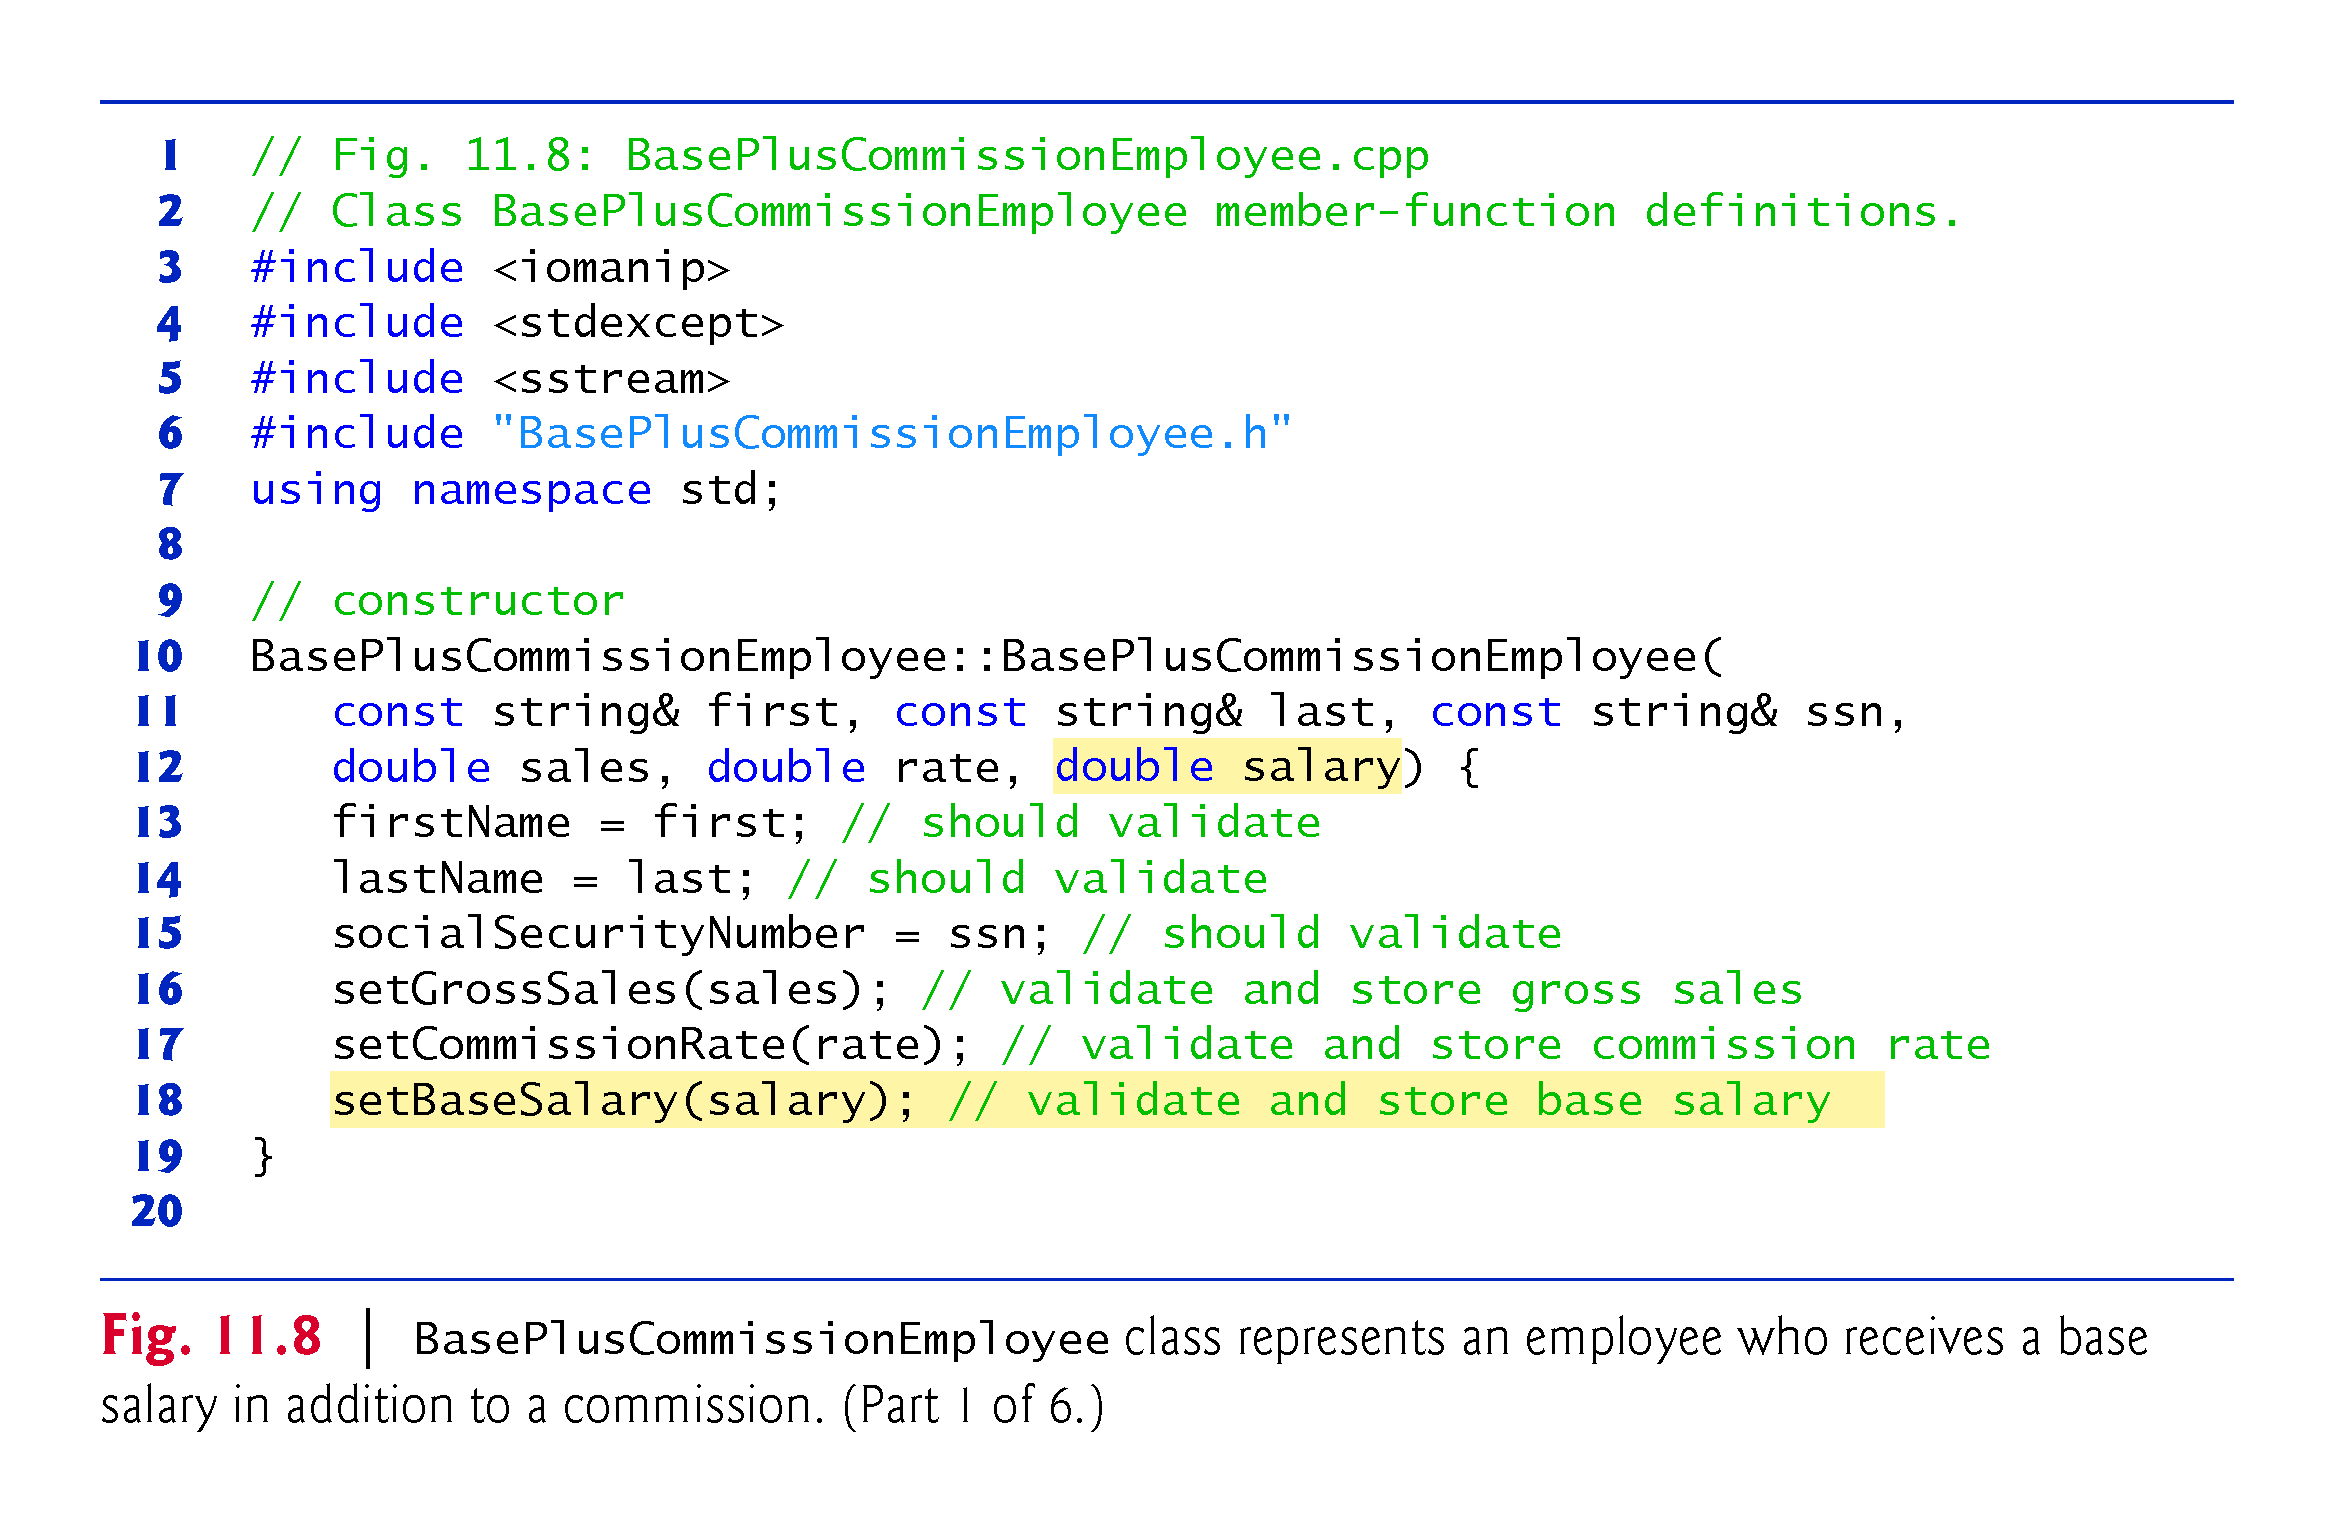 1 // Fig. 11.8: BasePlusCommissionEmployee.cpp
2 // Class BasePlusCommissionEmployee member-function definitions.
3 #include <iomanip>
4 #include <stdexcept>
5 #include <sstream>
6 #include "BasePlusCommissionEmployee.h"
7 using namespace std;
8
9 // constructor
10 BasePlusCommissionEmployee::BasePlusCommissionEmployee(
11 const string& first, const string& last, const string& ssn,
12 double sales, double rate, double salary) {
13 firstName = first; // should validate
14 lastName = last; // should validate
15 socialSecurityNumber = ssn; // should validate
16 setGrossSales(sales); // validate and store gross sales
17 setCommissionRate(rate); // validate and store commission rate
18 setBaseSalary(salary); // validate and store base salary
19 }
20
Fig. 11.8 | BasePlusCommissionEmployee class represents an employee who receives a base
salary in addition to a commission. (Part 1 of 6.)